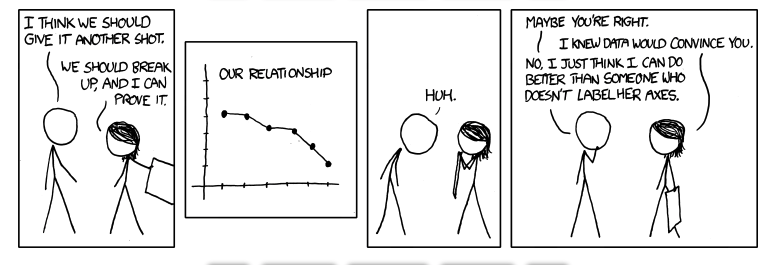 I THINK WE SHOULD
GIVE IT ANOTHER SHOT.
WE SHOULD BREAK
UP, AND I CAN
PROVE IT.
OUR RELATIONSHIP
HUH.
MAYBE YOU'RE RIGHT.
I KNEW DATA WOULD CONVINCE YOU.
NO, I JUST THINK I CAN DO
BETTER THAN SOMEONE WHO
DOESN'T LABEL HER AXES.